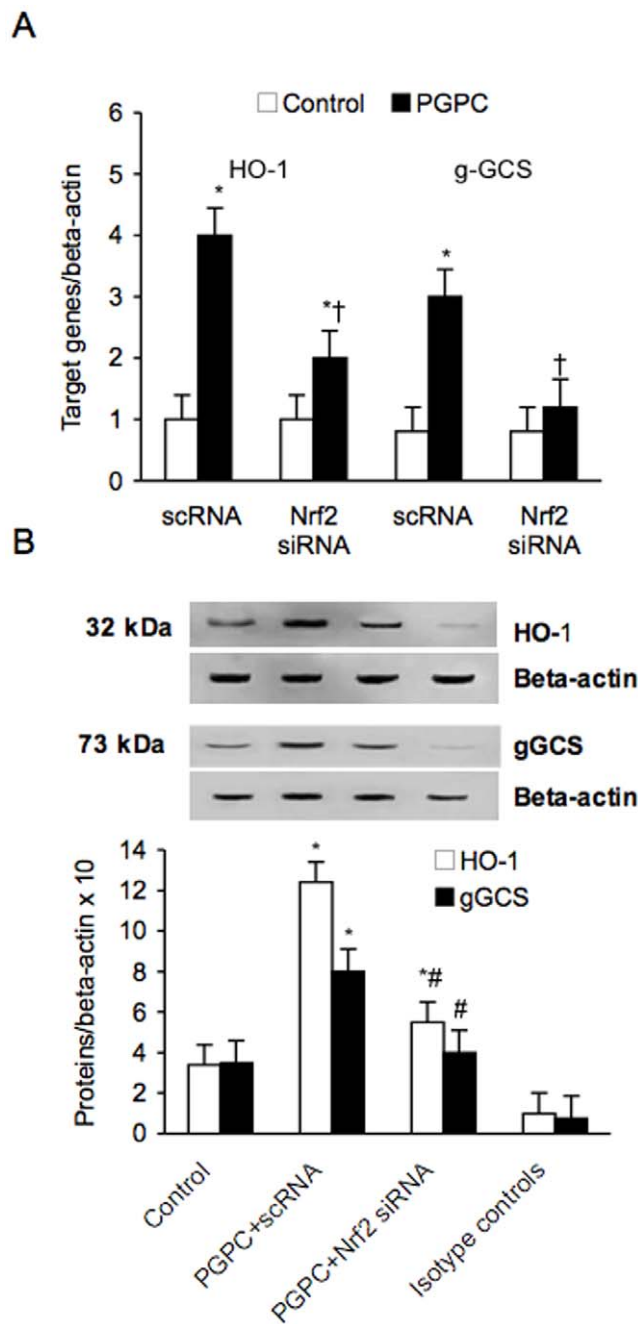 A
Control PGPC
6
5
4
3
2
1
0
Target genes/beta-actin
HO-1 g-GCS
*
*†
*
†
scRNA Nrf2 siRNA scRNA Nrf2 siRNA
B
32 kDa HO-1
Beta-actin
73 kDa gGCS
Beta-actin
14
12
10
8
6
4
2
0
Proteins/beta-actin x 10
HO-1
gGCS
*
*
*#
#
Control
PGPC+scRNA
PGPC+Nrf2 siRNA
Isotype controls